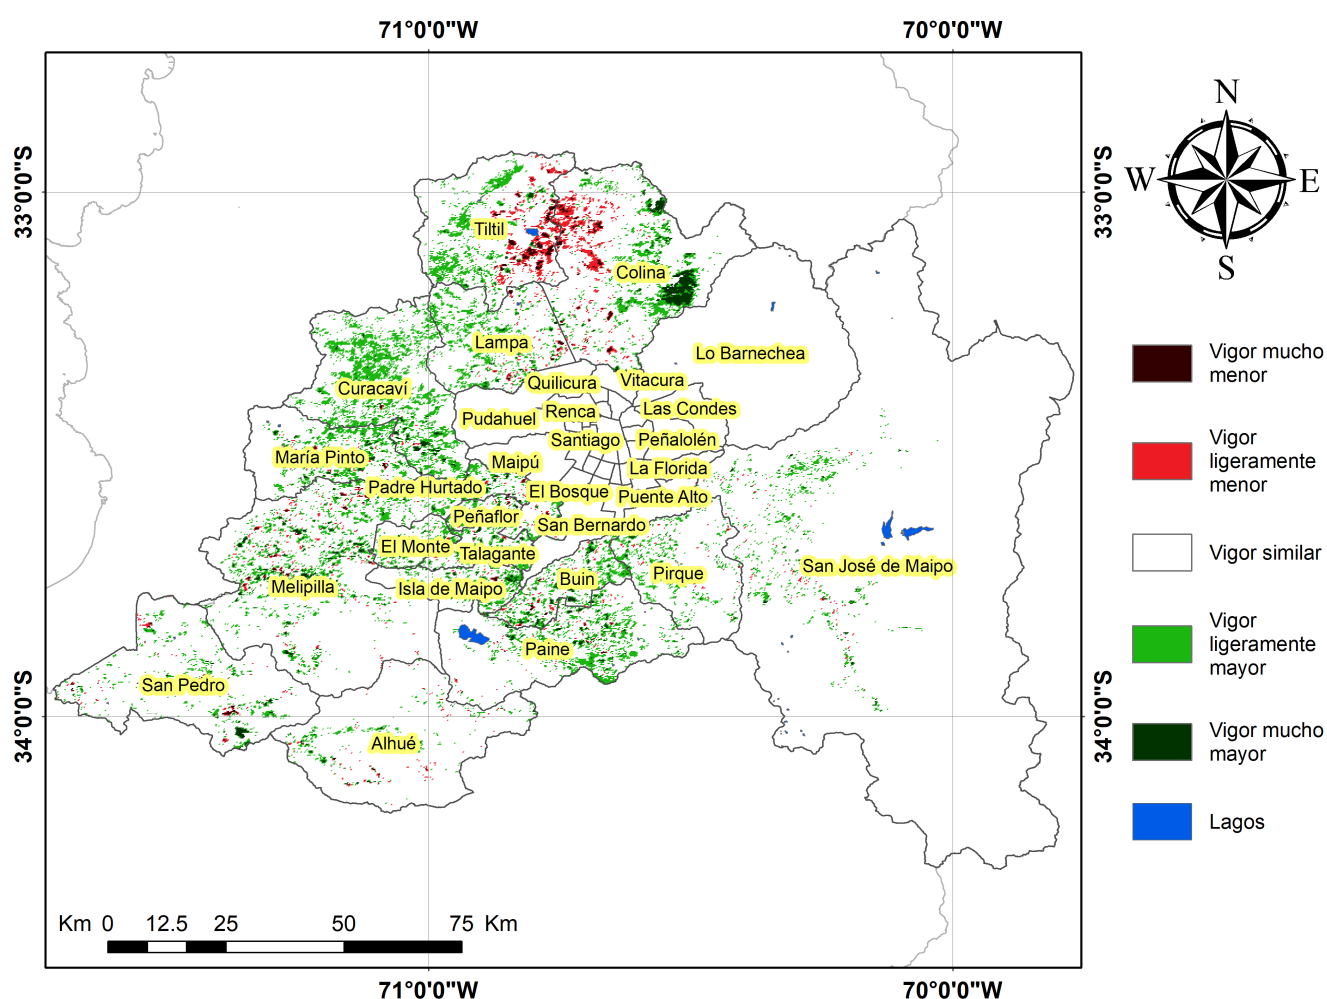 71°0'0"W
70°0'0"W
33°0'0"S
33°0'0"S
34°0'0"S
34°0'0"S
N
W
E
S
Tiltil
Colina
Lampa
Lo Barnechea
Quilicura
Vitacura
Curacaví
Renca
Las Condes
Pudahuel
Santiago
Peñalolén
María Pinto
Maipú
La Florida
Padre Hurtado
El Bosque
Puente Alto
Peñaflor
San Bernardo
El Monte
Talagante
San José de Maipo
Pirque
Buin
Melipilla
Isla de Maipo
Paine
San Pedro
Alhué
Vigor mucho
menor
Vigor
ligeramente
menor
Vigor similar
Vigor
ligeramente
mayor
Vigor mucho
mayor
Lagos
Km 0 12.5 25 50 75 Km
71°0'0"W
70°0'0"W